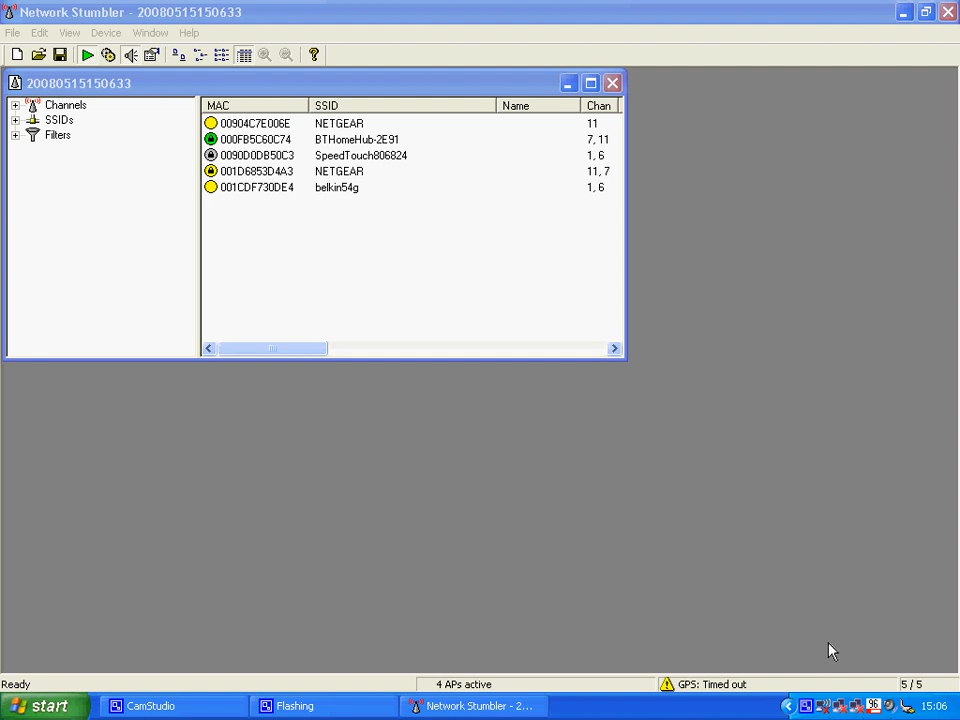 Network Stumbler - 20080515150633
File Edit View Device Window Help
20080515150633
Channels
SSIDs
Filters
MAC SSID Name Chan
00904C7E006E NETGEAR 11
000FB5C60C74 BTHomeHub-2E91 7, 11
0090D0DB50C3 SpeedTouch806824 1, 6
001D6853D4A3 NETGEAR 11, 7
001CDF730DE4 belkin54g 1, 6
Ready 4 APs active GPS: Timed out 5 / 5
start CamStudio Flashing Network Stumbler - 2... 96 15:06